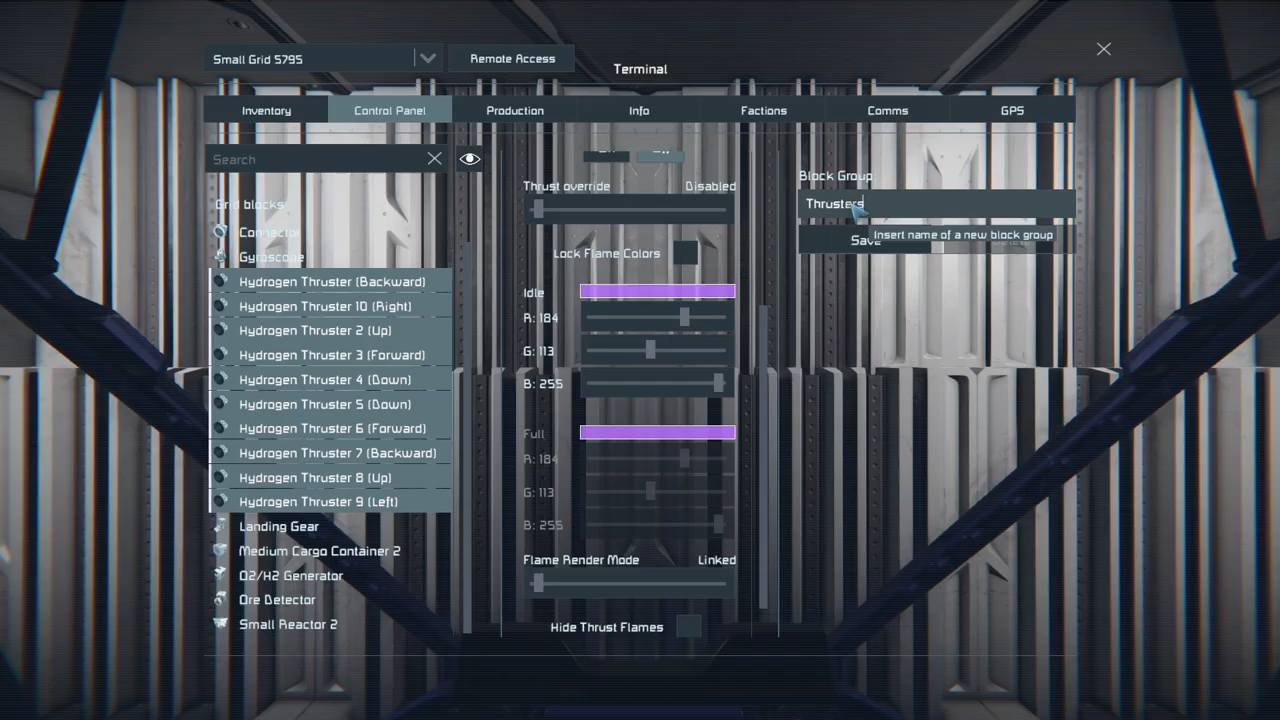 Small Grid 5795
Remote Access
Terminal
Inventory
Control Panel
Production
Info
Factions
Comms
GPS
Search
Grid blocks:
Connector
Gyroscope
Hydrogen Thruster (Backward)
Hydrogen Thruster 10 (Right)
Hydrogen Thruster 2 (Up)
Hydrogen Thruster 3 (Forward)
Hydrogen Thruster 4 (Down)
Hydrogen Thruster 5 (Down)
Hydrogen Thruster 6 (Forward)
Hydrogen Thruster 7 (Backward)
Hydrogen Thruster 8 (Up)
Hydrogen Thruster 9 (Left)
Landing Gear
Medium Cargo Container 2
O2/H2 Generator
Ore Detector
Small Reactor 2
Thrust override Disabled
Lock Flame Colors
Idle
R: 184
G: 113
B: 255
Full
R: 184
G: 113
B: 255
Flame Render Mode Linked
Hide Thrust Flames
Block Group:
Thrusters
Save
Insert name of a new block group